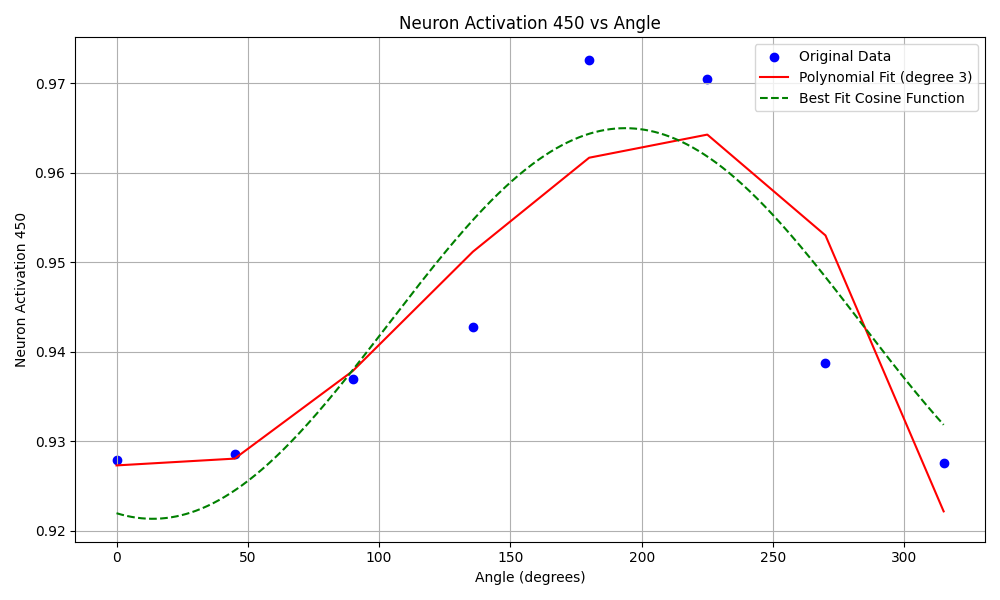 Neuron Activation 450 vs Angle
Original Data
Polynomial Fit (degree 3)
Best Fit Cosine Function
Neuron Activation 450
0.97
0.96
0.95
0.94
0.93
0.92
0 50 100 150 200 250 300
Angle (degrees)